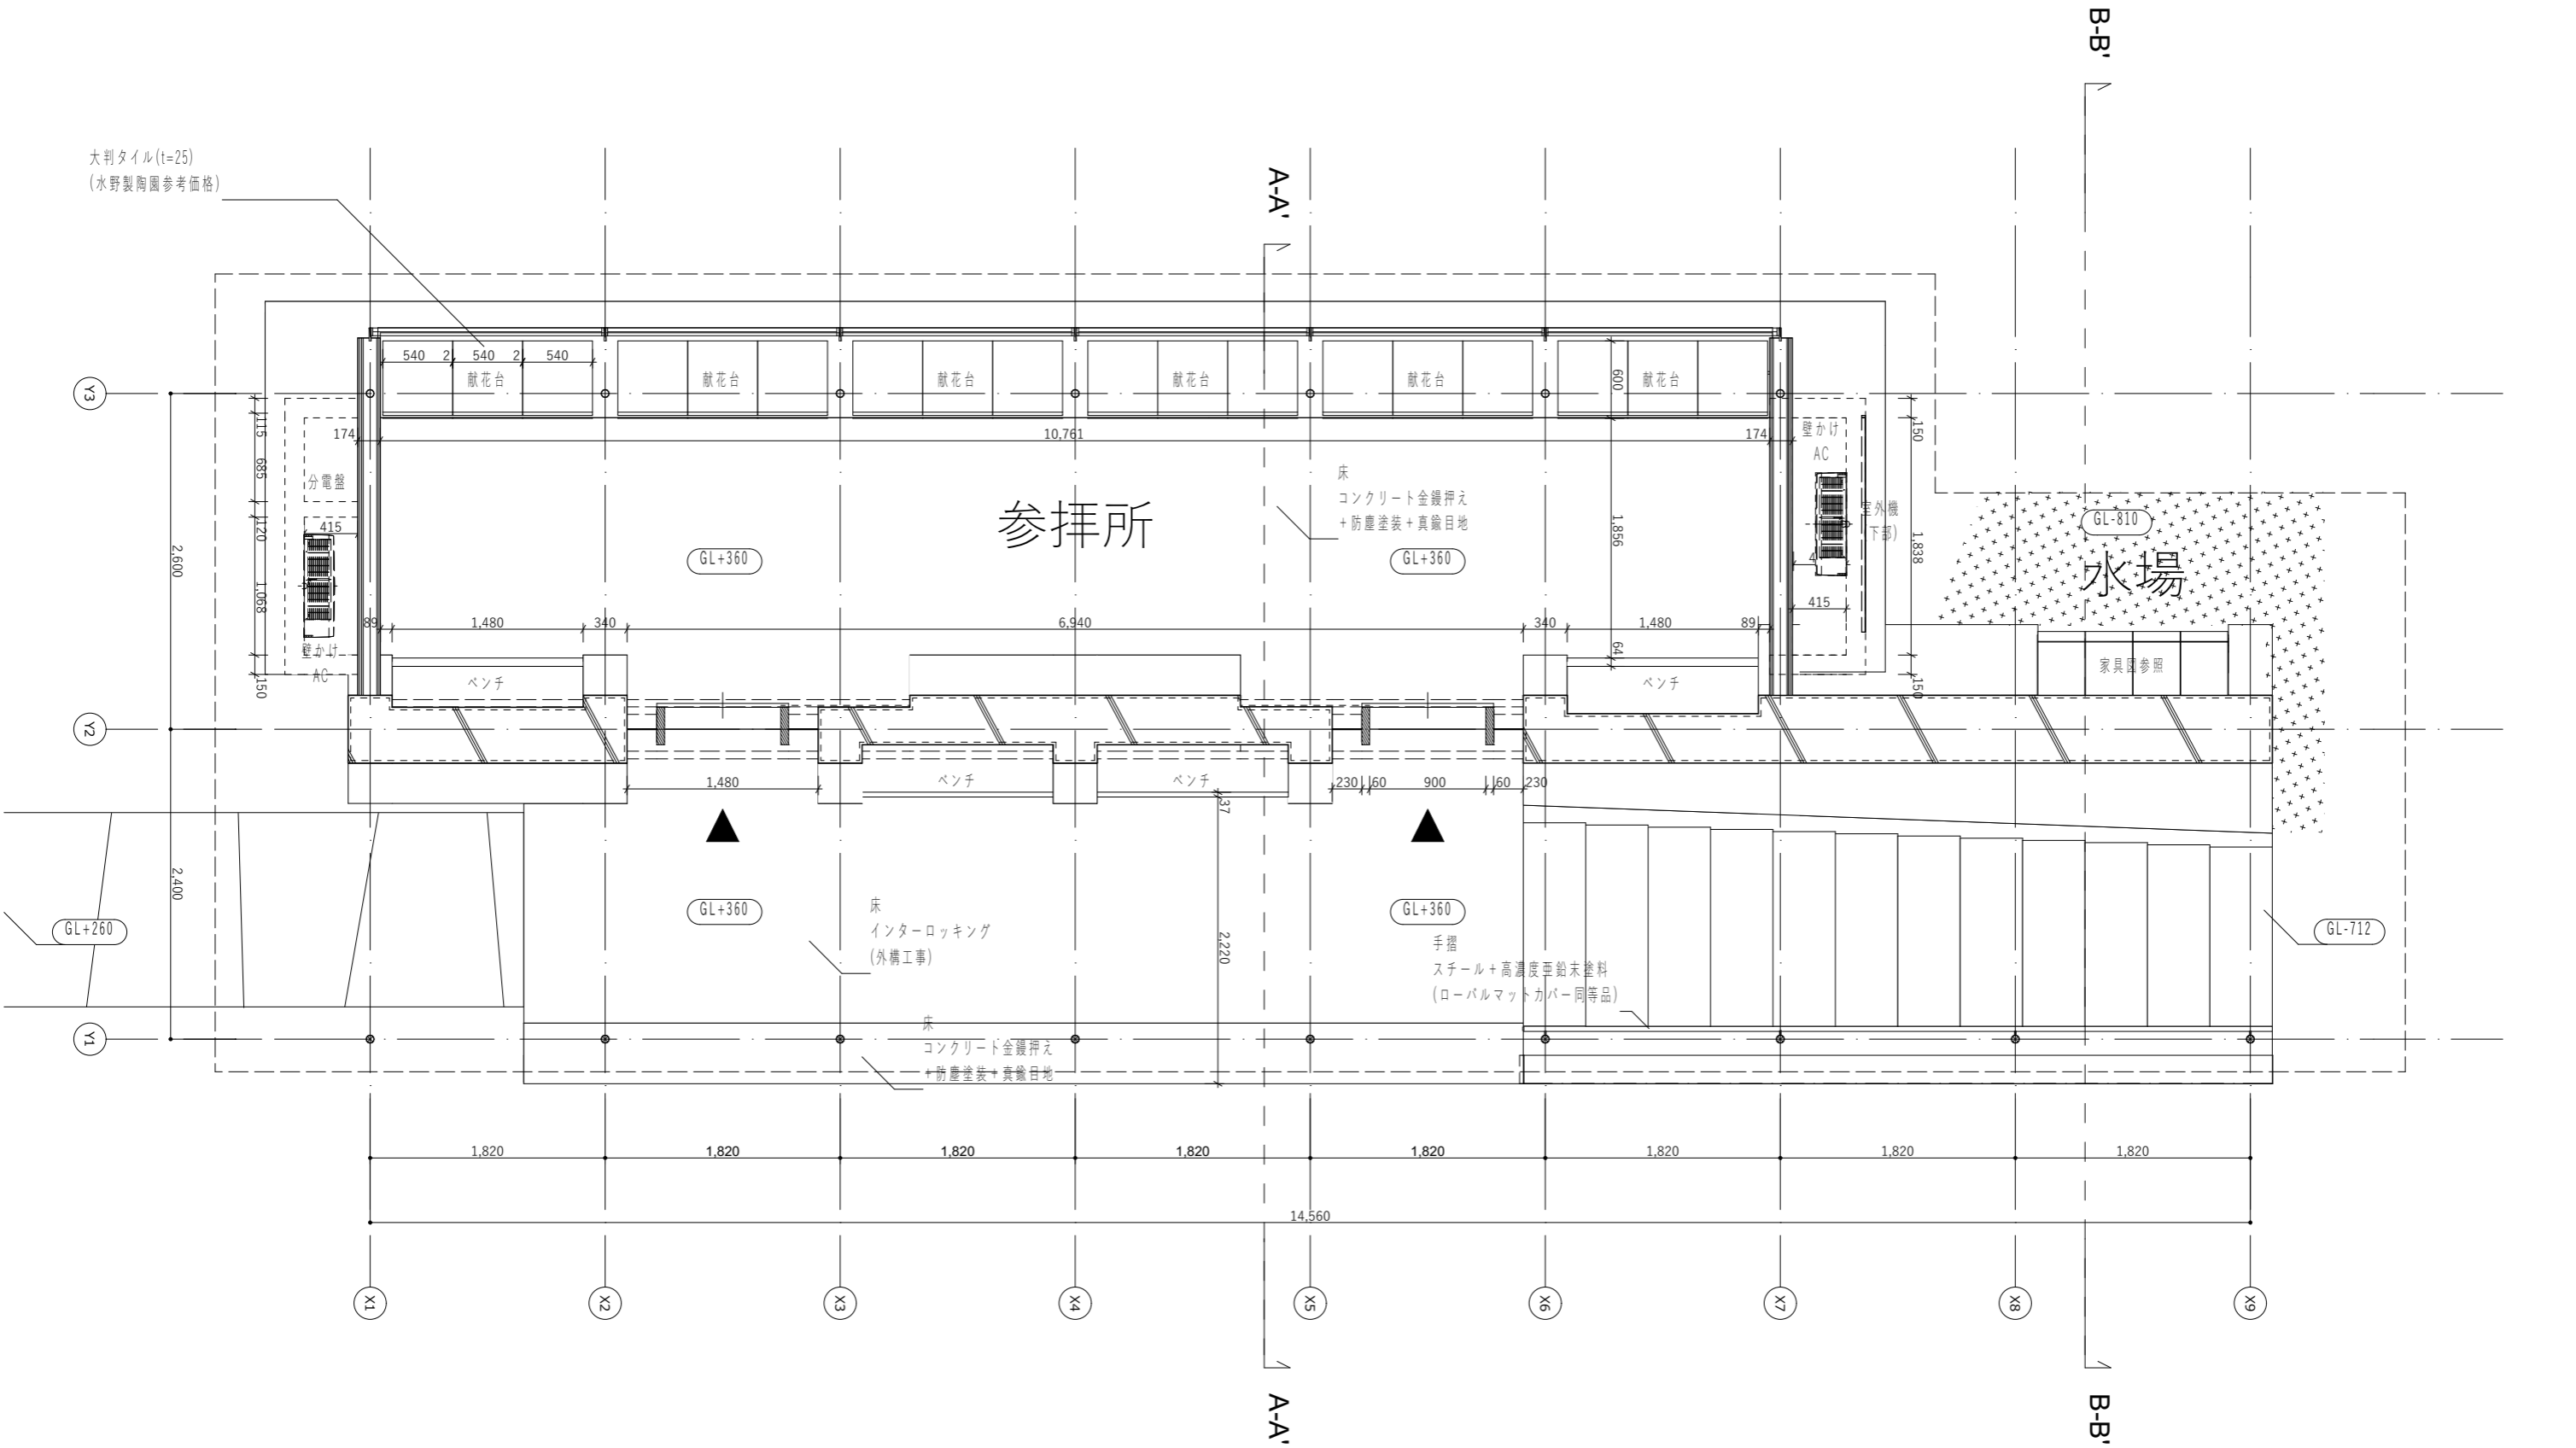 B-B'
大判タイル(t=25)
(水野製陶園参考価格)
A-A'
540 2 540 2 540
献花台
献花台
献花台
献花台
献花台
献花台
600
Y3
115
174
10,761
174
150
壁かけ
AC
685
分電盤
床
コンクリート金鏝押え
+防塵塗装+真鍮目地
参拝所
室外機
下部)
GL-810
水場
120
415
2,600
GL+360
GL+360
1,856
1,838
4
1,068
415
89
1,480
340
6,940
340
1,480
89
64
壁かけ
AC
150
ベンチ
ベンチ
150
家具図参照
Y2
1,480
ベンチ
ベンチ
230
60
900
60
230
37
2,400
GL+260
GL+360
GL+360
GL-712
床
インターロッキング
(外構工事)
2,220
手摺
スチール+高濃度亜鉛末塗料
(ローバルマットカバー同等品)
Y1
床
コンクリート金鏝押え
+防塵塗装+真鍮目地
1,820
1,820
1,820
1,820
1,820
1,820
1,820
1,820
14,560
X1
X2
X3
X4
X5
X6
X7
X8
X9
A-A'
B-B'